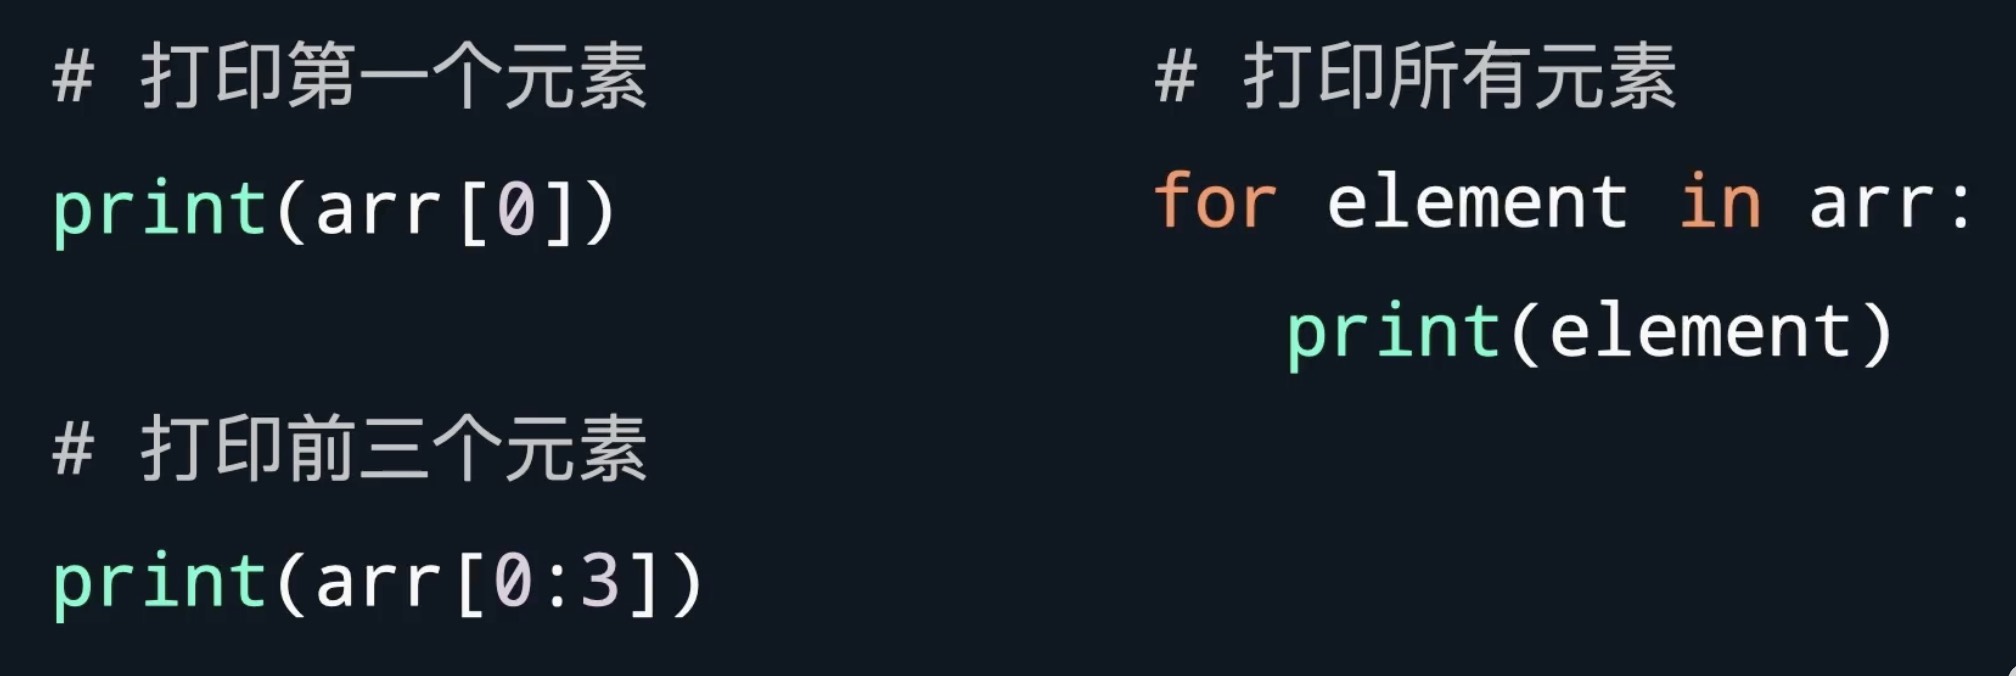 # 打印第一个元素
print(arr[0])
# 打印前三个元素
print(arr[0:3])
# 打印所有元素
for element in arr:
    print(element)